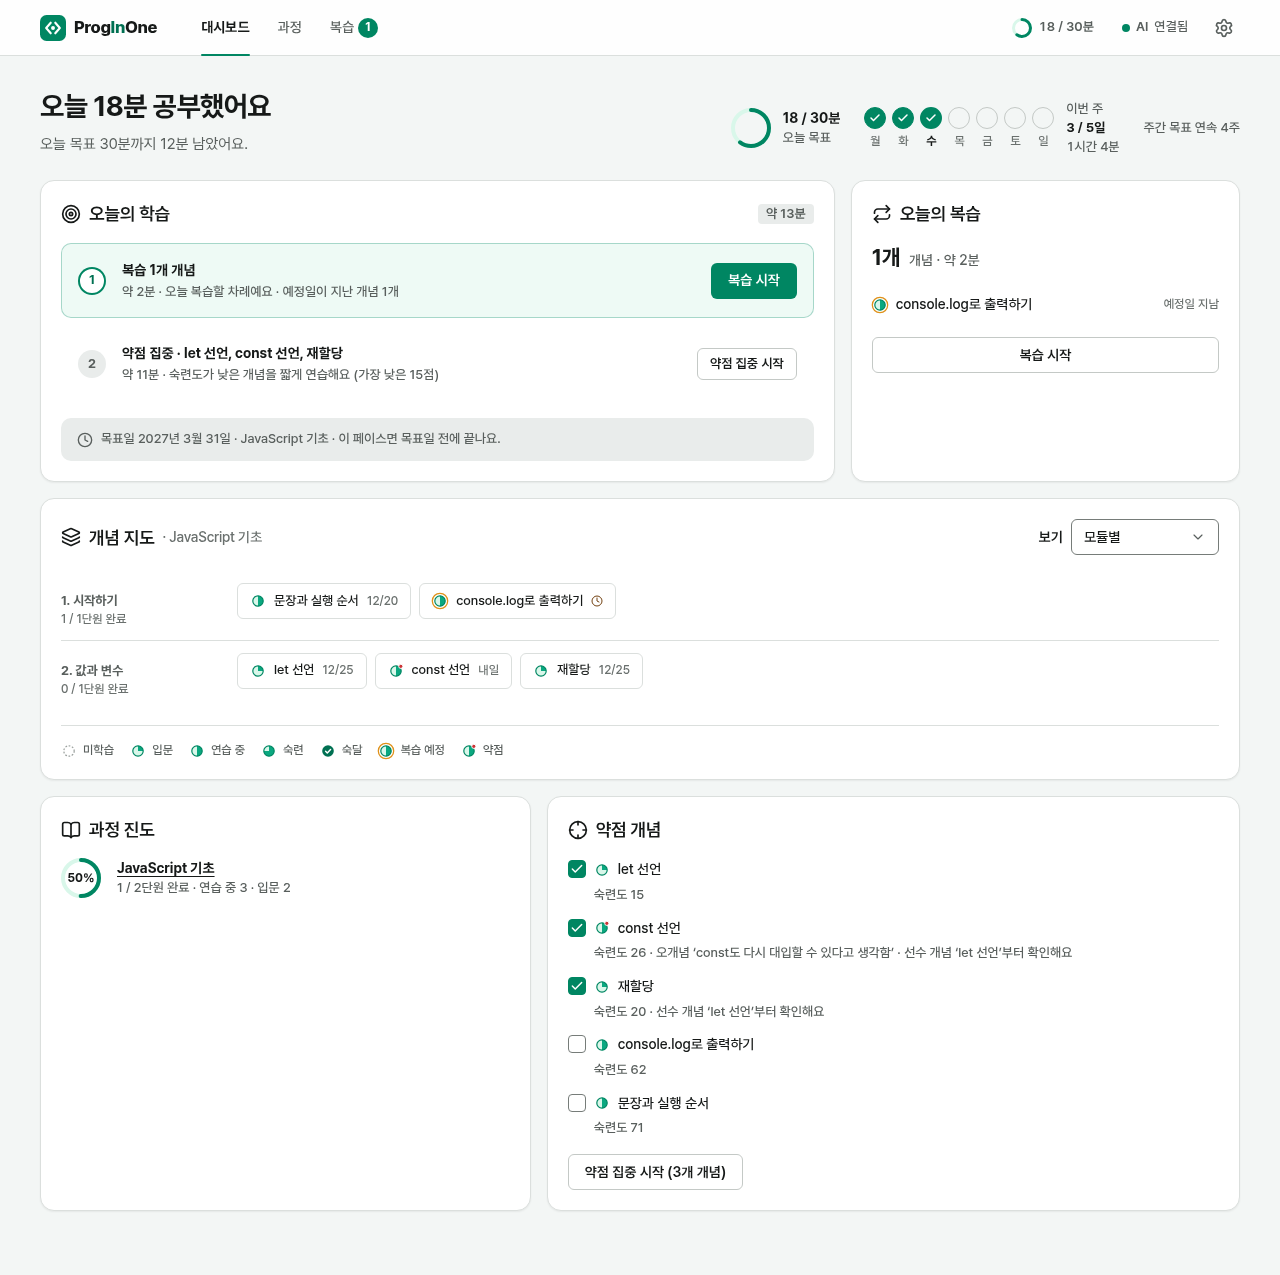 ProgInOne
대시보드
과정
복습 1
18 / 30분
AI 연결됨
오늘 18분 공부했어요
오늘 목표 30분까지 12분 남았어요.
18 / 30분
오늘 목표
월 화 수 목 금 토 일
이번 주
3 / 5일
1시간 4분
주간 목표 연속 4주
오늘의 학습
약 13분
1
복습 1개 개념
약 2분 · 오늘 복습할 차례예요 · 예정일이 지난 개념 1개
복습 시작
2
약점 집중 · let 선언, const 선언, 재할당
약 11분 · 숙련도가 낮은 개념을 짧게 연습해요 (가장 낮은 15점)
약점 집중 시작
목표일 2027년 3월 31일 · JavaScript 기초 · 이 페이스면 목표일 전에 끝나요.
오늘의 복습
1개 개념 · 약 2분
console.log로 출력하기
예정일 지남
복습 시작
개념 지도 · JavaScript 기초
보기
모듈별
1. 시작하기
1 / 1단원 완료
문장과 실행 순서 12/20
console.log로 출력하기
2. 값과 변수
0 / 1단원 완료
let 선언 12/25
const 선언 내일
재할당 12/25
미학습
입문
연습 중
숙련
숙달
복습 예정
약점
과정 진도
50%
JavaScript 기초
1 / 2단원 완료 · 연습 중 3 · 입문 2
약점 개념
let 선언
숙련도 15
const 선언
숙련도 26 · 오개념 ‘const도 다시 대입할 수 있다고 생각함’ · 선수 개념 ‘let 선언’부터 확인해요
재할당
숙련도 20 · 선수 개념 ‘let 선언’부터 확인해요
console.log로 출력하기
숙련도 62
문장과 실행 순서
숙련도 71
약점 집중 시작 (3개 개념)